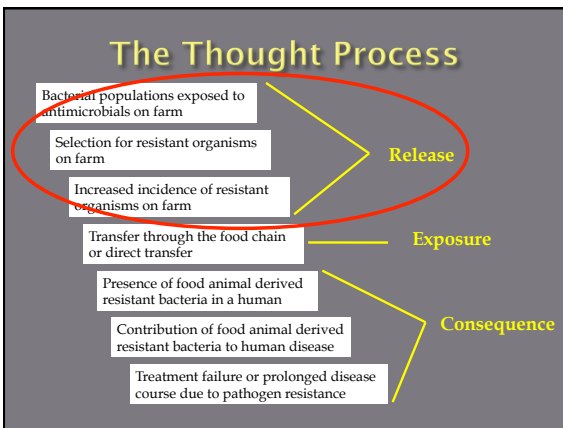 The Thought Process
Bacterial populations exposed to
antimicrobials on farm
Selection for resistant organisms
on farm
Release
Increased incidence of resistant
organisms on farm
Transfer through the food chain
or direct transfer
Exposure
Presence of food animal derived
resistant bacteria in a human
Consequence
Contribution of food animal derived
resistant bacteria to human disease
Treatment failure or prolonged disease
course due to pathogen resistance